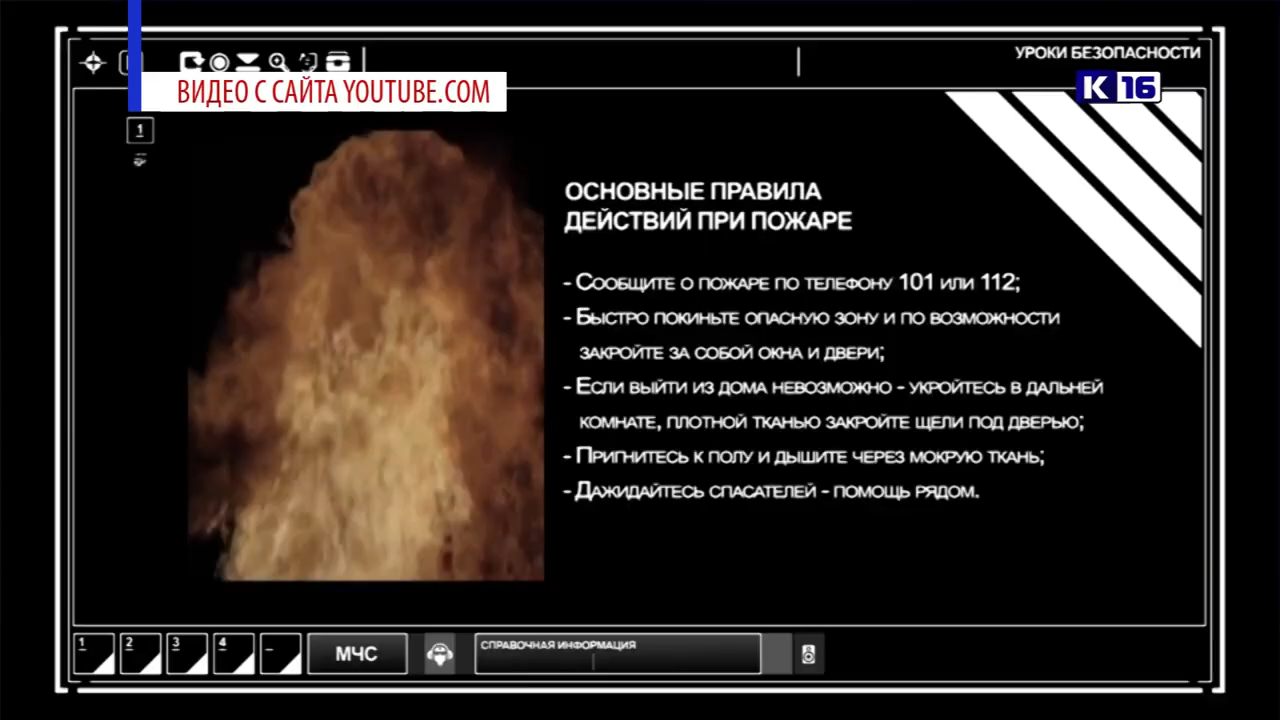 УРОКИ БЕЗОПАСНОСТИ
ВИДЕО С САЙТА YOUTUBE.COM
К 16
1
ОСНОВНЫЕ ПРАВИЛА
ДЕЙСТВИЙ ПРИ ПОЖАРЕ
- Сообщите о пожаре по телефону 101 или 112;
- Быстро покиньте опасную зону и по возможности
закройте за собой окна и двери;
- Если выйти из дома невозможно - укройтесь в дальней
комнате, плотной тканью закройте щели под дверью;
- Пригнитесь к полу и дышите через мокрую ткань;
- Дажидайтесь спасателей - помощь рядом.
1 2 3 4 –
МЧС
СПРАВОЧНАЯ ИНФОРМАЦИЯ